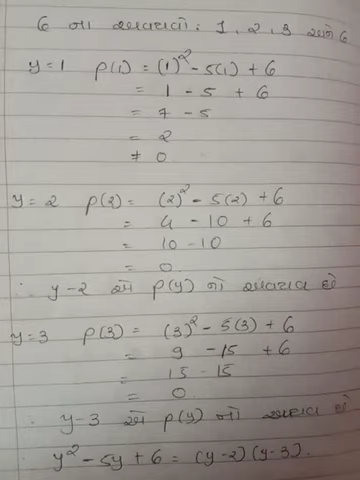 6 ના અવયવો: 1, 2, 3 અને 6
y=1 p(1) = (1)² - 5(1) + 6
= 1 - 5 + 6
= 7 - 5
= 2
≠ 0
y=2 p(2) = (2)² - 5(2) + 6
= 4 - 10 + 6
= 10 - 10
= 0
∴ y-2 એ p(y) નો અવયવ છે
y=3 p(3) = (3)² - 5(3) + 6
= 9 - 15 + 6
= 15 - 15
= 0
∴ y-3 એ p(y) નો અવયવ છે
∴ y² - 5y + 6 = (y-2)(y-3).